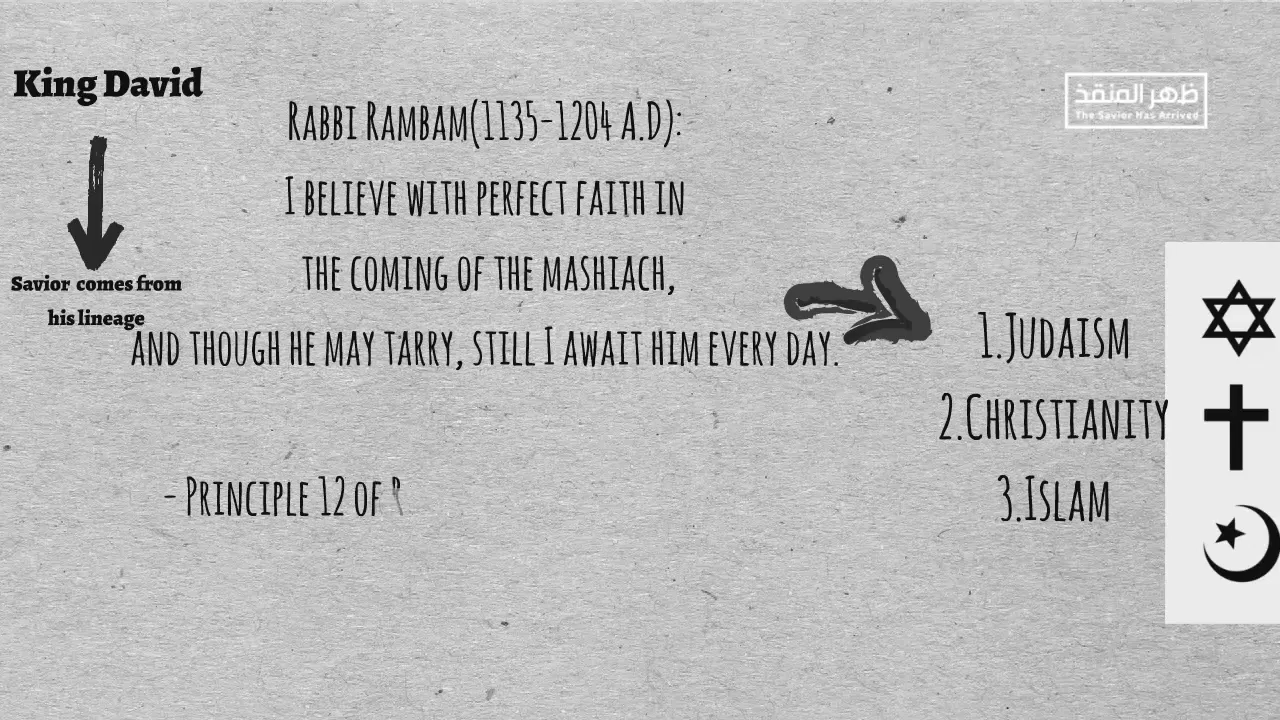 King David
Savior comes from
his lineage
Rabbi Rambam(1135-1204 A.D):
I believe with perfect faith in
the coming of the mashiach,
and though he may tarry, still I await him every day.
- Principle 12 of
ظهر المنقذ
The Savior Has Arrived
1.Judaism
2.Christianity
3.Islam